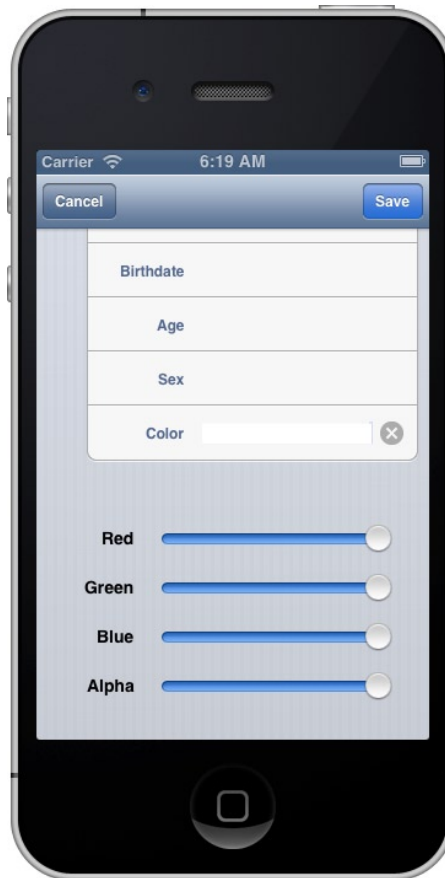 Carrier 6:19 AM
Cancel Save
Birthdate
Age
Sex
Color
Red
Green
Blue
Alpha